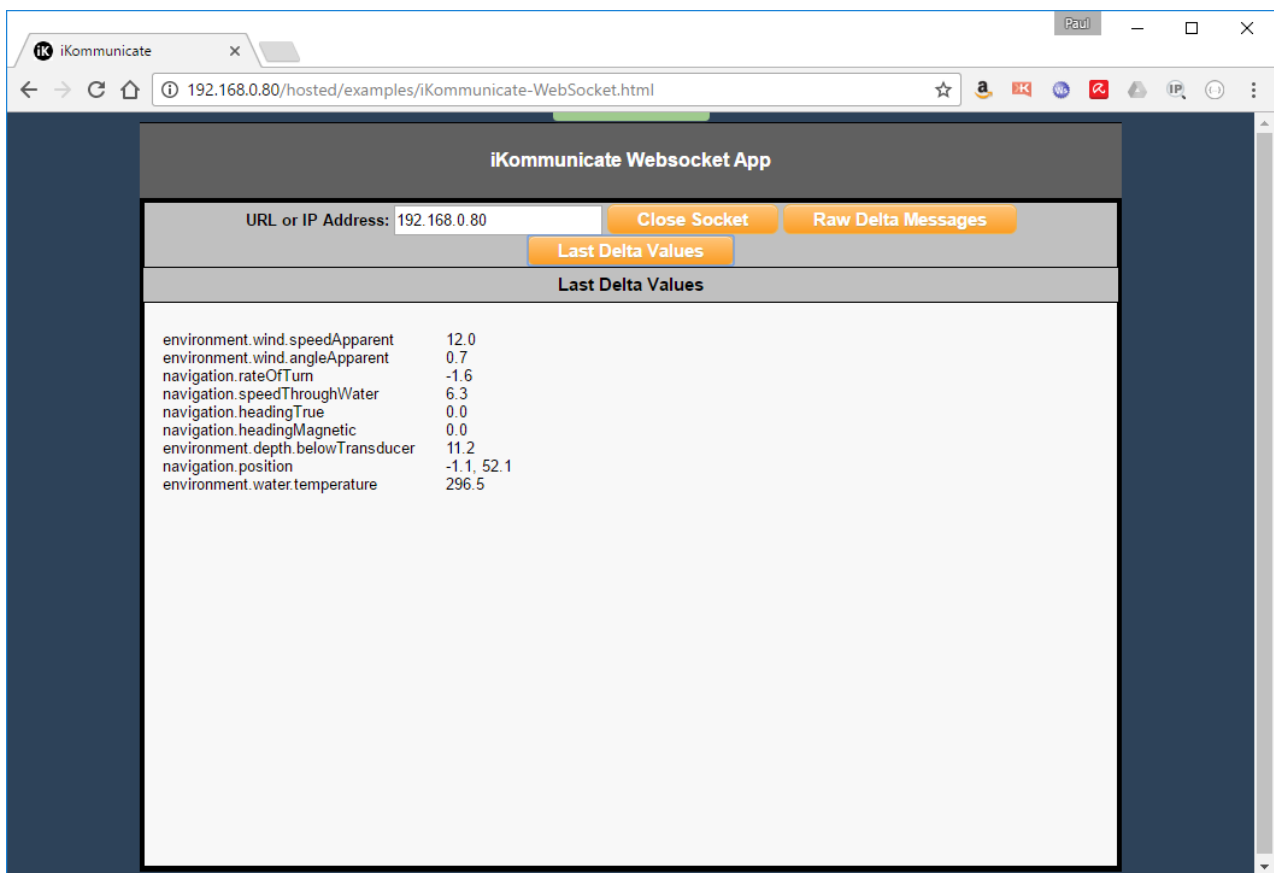 Paul
iK iKommunicate
192.168.0.80/hosted/examples/iKommunicate-WebSocket.html
iKommunicate Websocket App
URL or IP Address: 192.168.0.80 Close Socket Raw Delta Messages
Last Delta Values
Last Delta Values
environment.wind.speedApparent 12.0
environment.wind.angleApparent 0.7
navigation.rateOfTurn -1.6
navigation.speedThroughWater 6.3
navigation.headingTrue 0.0
navigation.headingMagnetic 0.0
environment.depth.belowTransducer 11.2
navigation.position -1.1, 52.1
environment.water.temperature 296.5